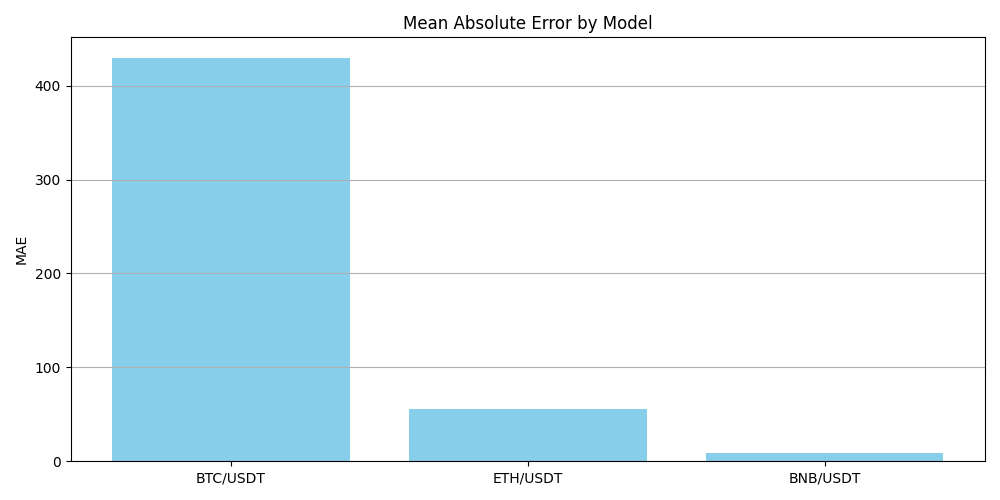 Mean Absolute Error by Model
MAE
400
300
200
100
0
BTC/USDT
ETH/USDT
BNB/USDT